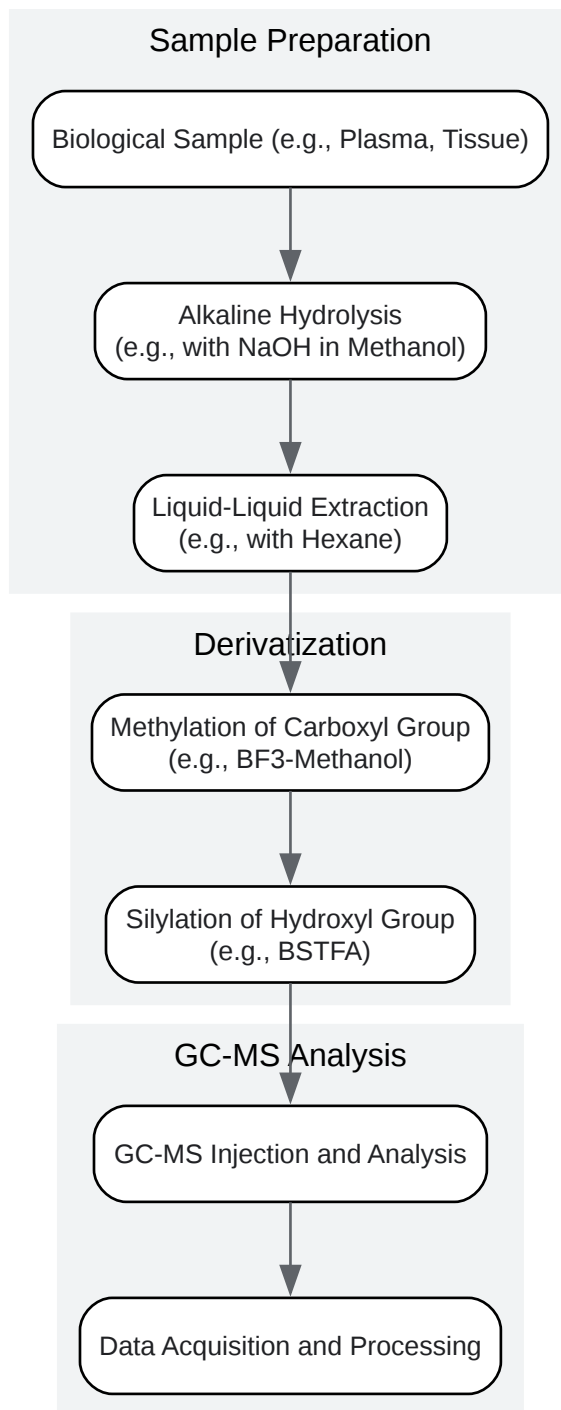 Sample Preparation
Biological Sample (e.g., Plasma, Tissue)
Alkaline Hydrolysis
(e.g., with NaOH in Methanol)
Liquid-Liquid Extraction
(e.g., with Hexane)
Derivatization
Methylation of Carboxyl Group
(e.g., BF3-Methanol)
Silylation of Hydroxyl Group
(e.g., BSTFA)
GC-MS Analysis
GC-MS Injection and Analysis
Data Acquisition and Processing